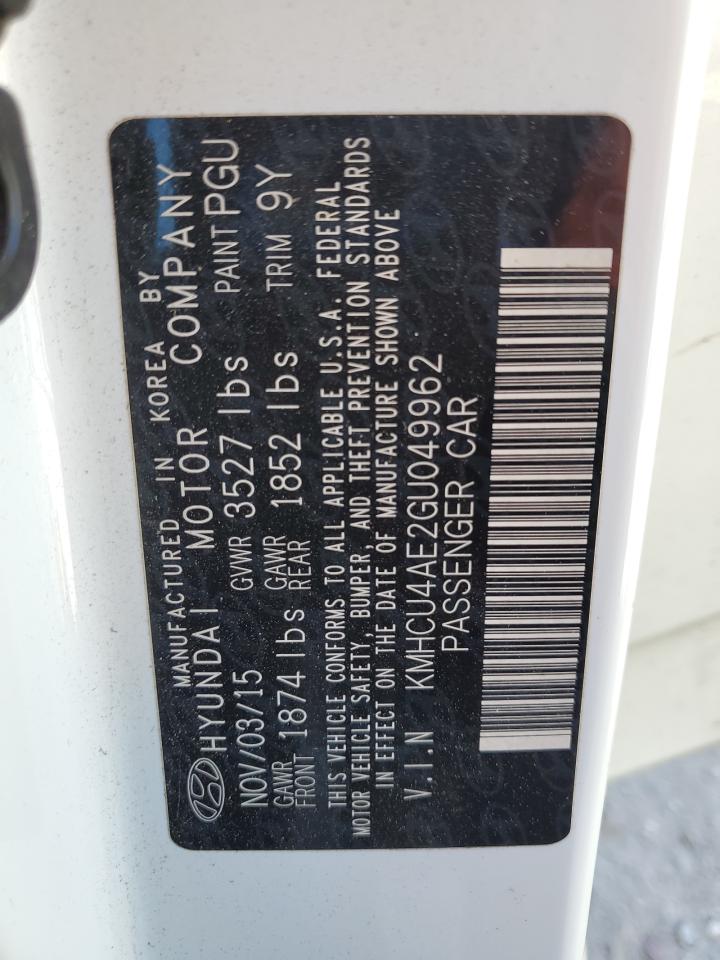 MANUFACTURED IN KOREA BY
HYUNDAI MOTOR COMPANY
NOV/03/15 GVWR 3527 lbs PAINT PGU
GAWR FRONT 1874 lbs GAWR REAR 1852 lbs TRIM 9Y
THIS VEHICLE CONFORMS TO ALL APPLICABLE U.S.A. FEDERAL
MOTOR VEHICLE SAFETY, BUMPER, AND THEFT PREVENTION STANDARDS
IN EFFECT ON THE DATE OF MANUFACTURE SHOWN ABOVE
V.I.N KMHCU4AE2GU049962
PASSENGER CAR